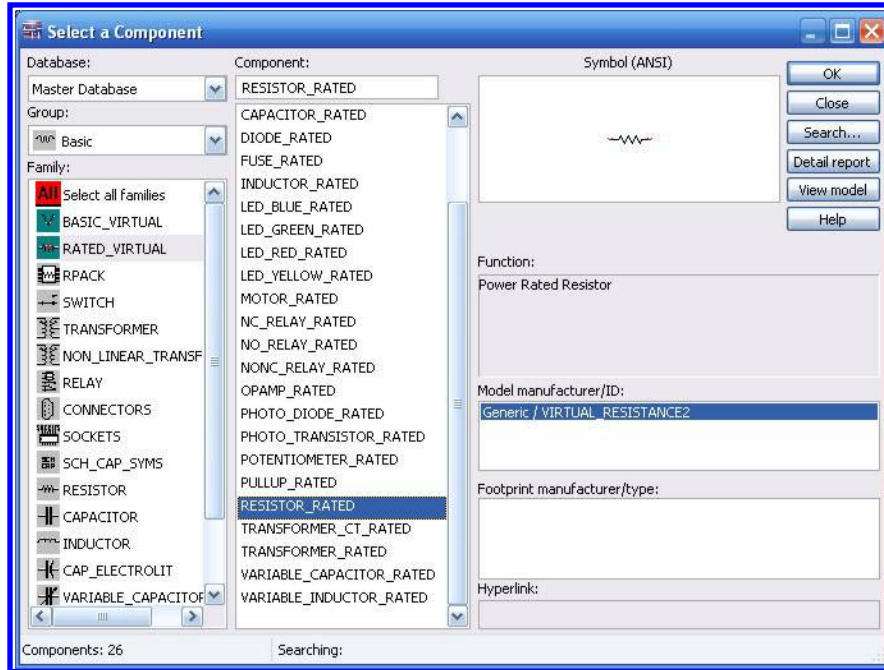 Select a Component
Database:
Master Database
Group:
Basic
Family:
All Select all families
BASIC_VIRTUAL
RATED_VIRTUAL
RPACK
SWITCH
TRANSFORMER
NON_LINEAR_TRANSF
RELAY
CONNECTORS
SOCKETS
SCH_CAP_SYMS
RESISTOR
CAPACITOR
INDUCTOR
CAP_ELECTROLIT
VARIABLE_CAPACITOR
Component:
RESISTOR_RATED
CAPACITOR_RATED
DIODE_RATED
FUSE_RATED
INDUCTOR_RATED
LED_BLUE_RATED
LED_GREEN_RATED
LED_RED_RATED
LED_YELLOW_RATED
MOTOR_RATED
NC_RELAY_RATED
NO_RELAY_RATED
NONC_RELAY_RATED
OPAMP_RATED
PHOTO_DIODE_RATED
PHOTO_TRANSISTOR_RATED
POTENTIOMETER_RATED
PULLUP_RATED
RESISTOR_RATED
TRANSFORMER_CT_RATED
TRANSFORMER_RATED
VARIABLE_CAPACITOR_RATED
VARIABLE_INDUCTOR_RATED
Symbol (ANSI)
Function:
Power Rated Resistor
Model manufacturer/ID:
Generic / VIRTUAL_RESISTANCE2
Footprint manufacturer/type:
Hyperlink:
OK
Close
Search...
Detail report
View model
Help
Components: 26
Searching: